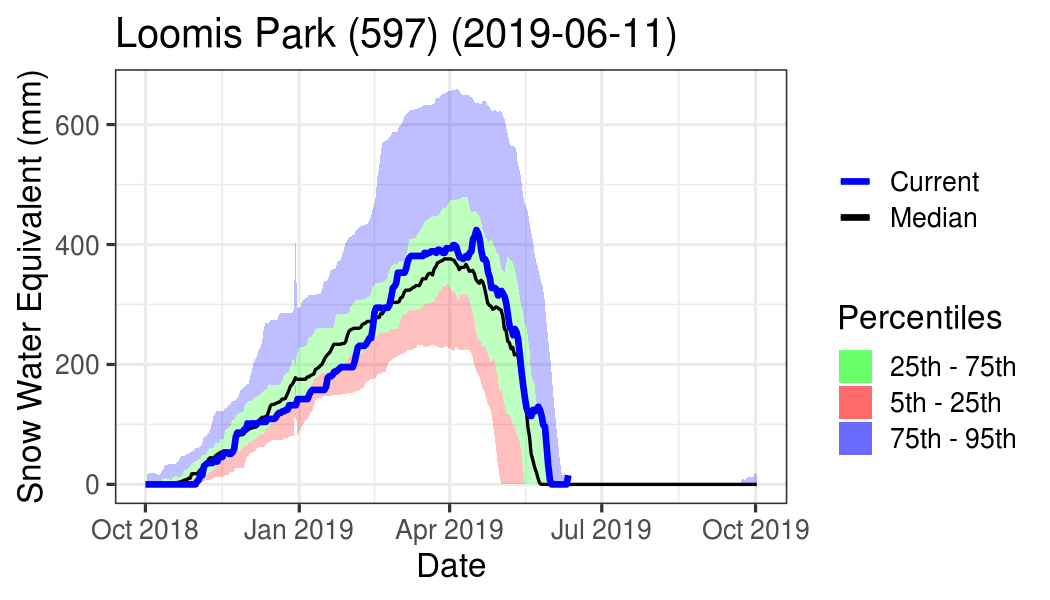 Loomis Park (597) (2019-06-11)
Snow Water Equivalent (mm)
600
400
200
0
Oct 2018 Jan 2019 Apr 2019 Jul 2019 Oct 2019
Date
Current
Median
Percentiles
25th - 75th
5th - 25th
75th - 95th